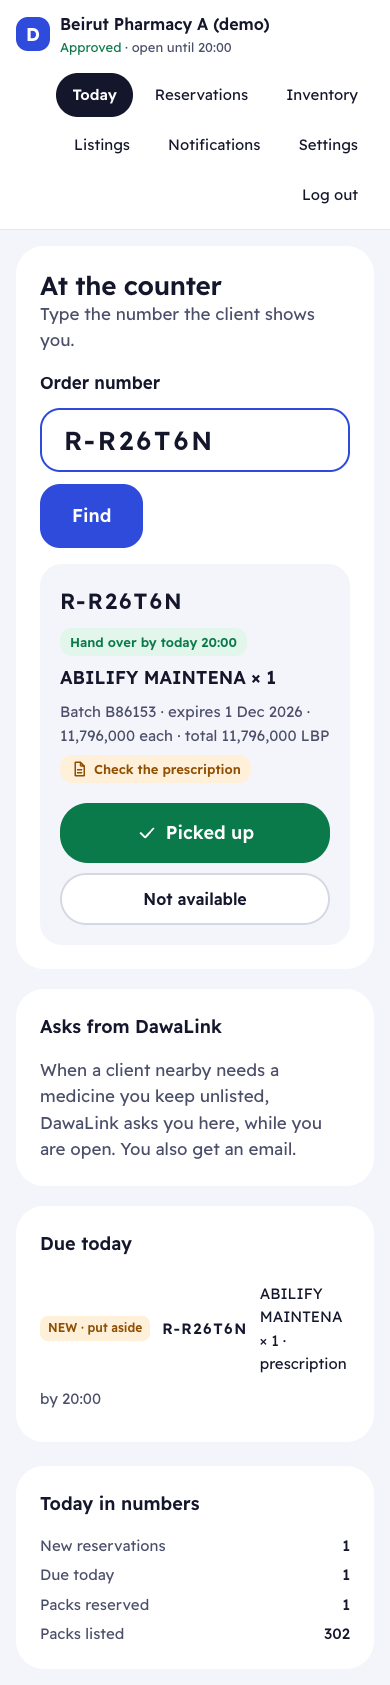 D
Beirut Pharmacy A (demo)
Approved · open until 20:00
Today
Reservations
Inventory
Listings
Notifications
Settings
Log out
At the counter
Type the number the client shows
you.
Order number
R-R26T6N
Find
R-R26T6N
Hand over by today 20:00
ABILIFY MAINTENA × 1
Batch B86153 · expires 1 Dec 2026 ·
11,796,000 each · total 11,796,000 LBP
Check the prescription
Picked up
Not available
Asks from DawaLink
When a client nearby needs a
medicine you keep unlisted,
DawaLink asks you here, while you
are open. You also get an email.
Due today
NEW · put aside
R-R26T6N
ABILIFY
MAINTENA
× 1 ·
prescription
by 20:00
Today in numbers
New reservations 1
Due today 1
Packs reserved 1
Packs listed 302